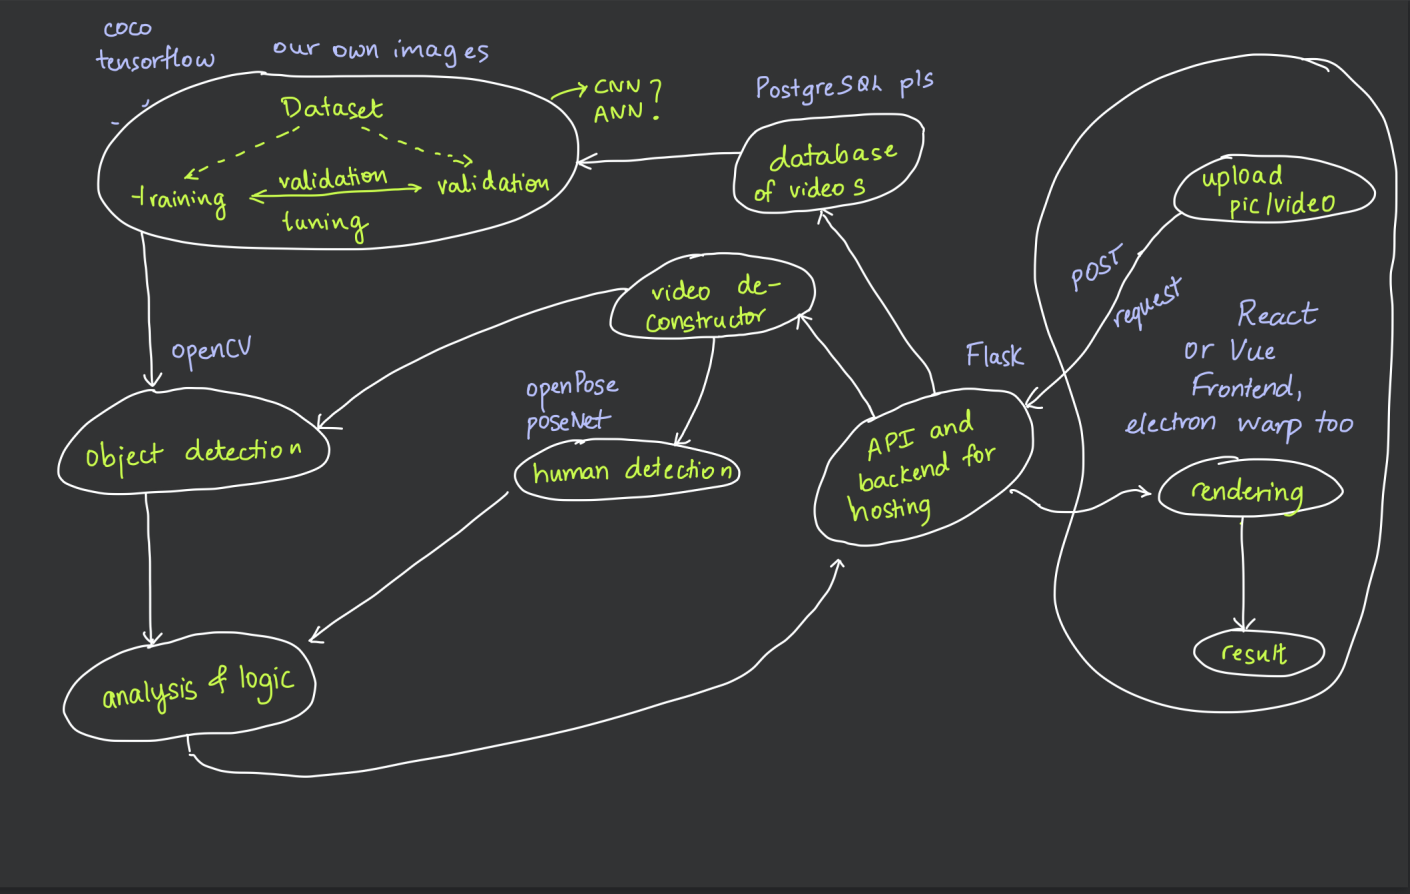 coco
tensorflow
our own images
Dataset
training
validation
tuning
validation
CNN ?
ANN ?
PostgreSQL pls
database
of videos
upload
pic/video
POST
request
video de-
constructor
openCV
object detection
openPose
poseNet
human detection
Flask
API and
backend for
hosting
React
or Vue
Frontend,
electron warp too
rendering
result
analysis & logic